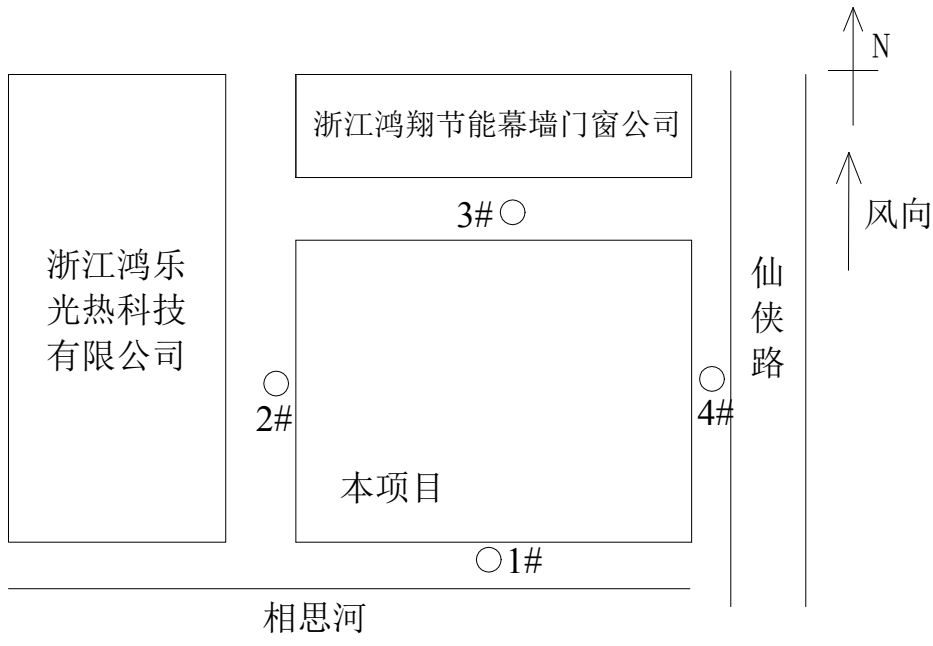 N
浙江鸿翔节能幕墙门窗公司
3#
风向
浙江鸿乐
光热科技
有限公司
仙侠路
2#
4#
本项目
1#
相思河